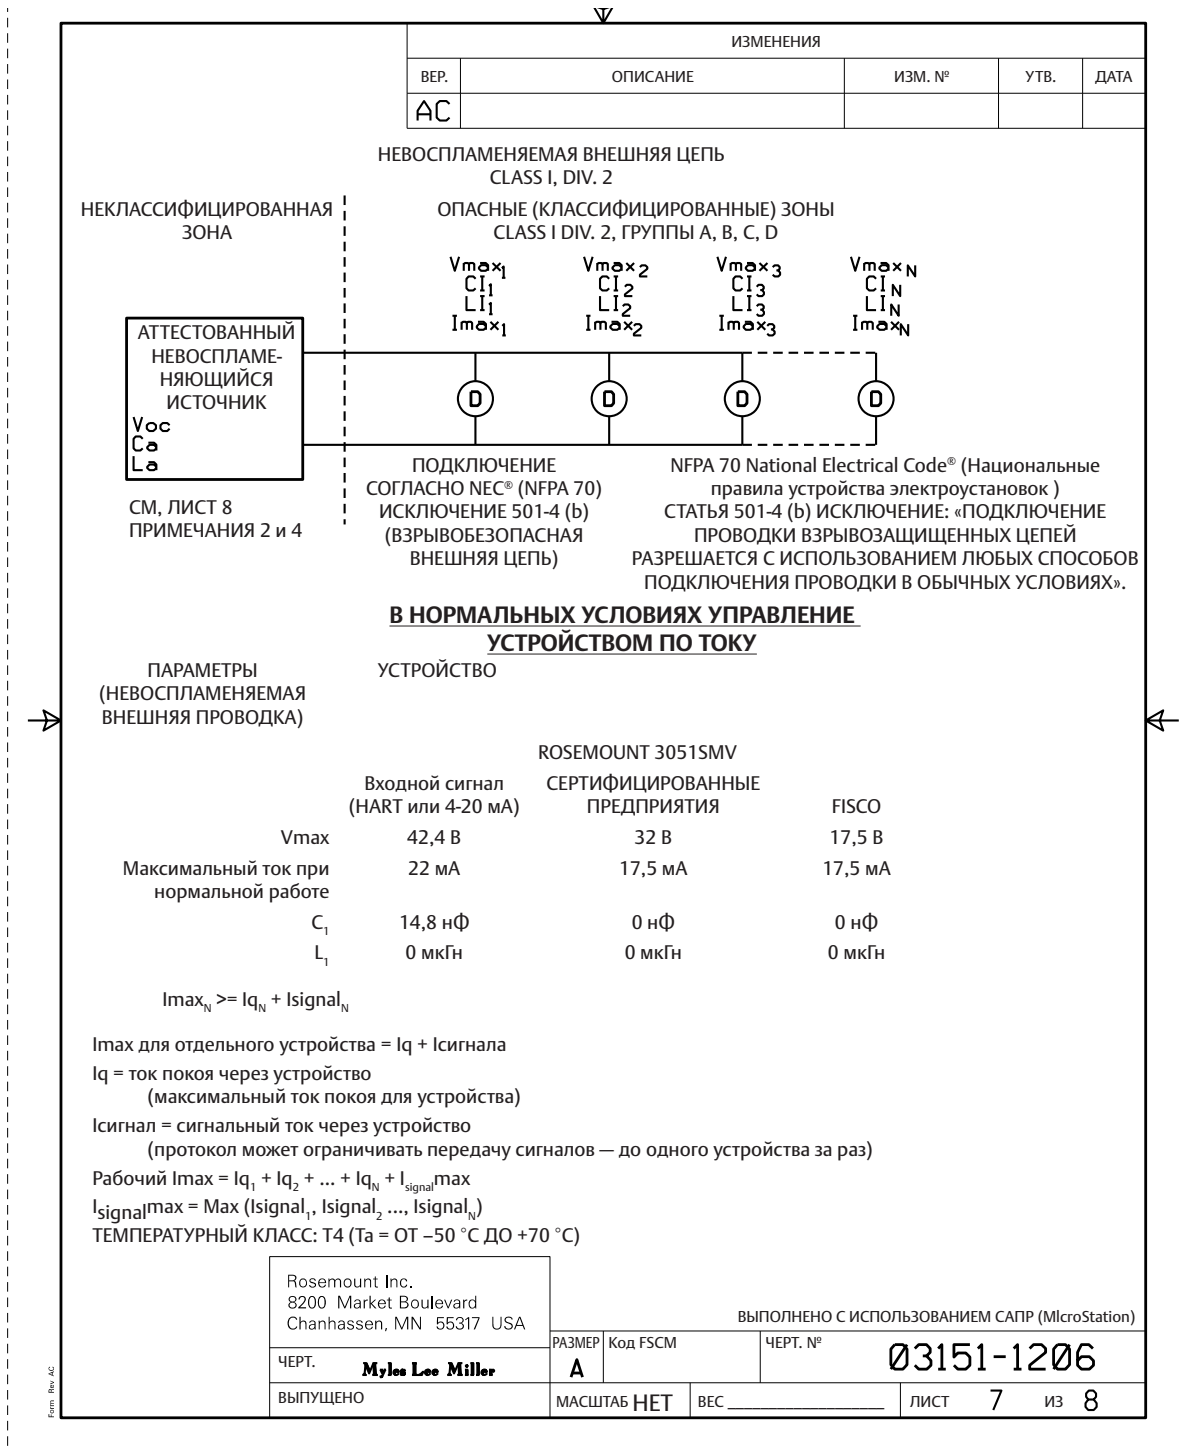 ИЗМЕНЕНИЯ
ВЕР. ОПИСАНИЕ ИЗМ. № УТВ. ДАТА
AC
НЕВОСПЛАМЕНЯЕМАЯ ВНЕШНЯЯ ЦЕПЬ
CLASS I, DIV. 2
НЕКЛАССИФИЦИРОВАННАЯ
ЗОНА
ОПАСНЫЕ (КЛАССИФИЦИРОВАННЫЕ) ЗОНЫ
CLASS I DIV. 2, ГРУППЫ A, B, C, D
Vmax1 Vmax2 Vmax3 VmaxN
CI1 CI2 CI3 CIN
LI1 LI2 LI3 LIN
Imax1 Imax2 Imax3 ImaxN
АТТЕСТОВАННЫЙ
НЕВОСПЛАМЕ-
НЯЮЩИЙСЯ
ИСТОЧНИК
Voc
Ca
La
D D D D
СМ, ЛИСТ 8
ПРИМЕЧАНИЯ 2 и 4
ПОДКЛЮЧЕНИЕ
СОГЛАСНО NEC® (NFPA 70)
ИСКЛЮЧЕНИЕ 501-4 (b)
(ВЗРЫВОБЕЗОПАСНАЯ
ВНЕШНЯЯ ЦЕПЬ)
NFPA 70 National Electrical Code® (Национальные
правила устройства электроустановок )
СТАТЬЯ 501-4 (b) ИСКЛЮЧЕНИЕ: «ПОДКЛЮЧЕНИЕ
ПРОВОДКИ ВЗРЫВОЗАЩИЩЕННЫХ ЦЕПЕЙ
РАЗРЕШАЕТСЯ С ИСПОЛЬЗОВАНИЕМ ЛЮБЫХ СПОСОБОВ
ПОДКЛЮЧЕНИЯ ПРОВОДКИ В ОБЫЧНЫХ УСЛОВИЯХ».
В НОРМАЛЬНЫХ УСЛОВИЯХ УПРАВЛЕНИЕ
УСТРОЙСТВОМ ПО ТОКУ
ПАРАМЕТРЫ
(НЕВОСПЛАМЕНЯЕМАЯ
ВНЕШНЯЯ ПРОВОДКА)
УСТРОЙСТВО
ROSEMOUNT 3051SMV
Входной сигнал
(HART или 4-20 мА)
СЕРТИФИЦИРОВАННЫЕ
ПРЕДПРИЯТИЯ
FISCO
Vmax 42,4 В 32 В 17,5 В
Максимальный ток при
нормальной работе
22 мА 17,5 мА 17,5 мА
C1 14,8 нФ 0 нФ 0 нФ
L1 0 мкГн 0 мкГн 0 мкГн
ImaxN >= IqN + IsignalN
Imax для отдельного устройства = Iq + Iсигнала
Iq = ток покоя через устройство
(максимальный ток покоя для устройства)
Iсигнал = сигнальный ток через устройство
(протокол может ограничивать передачу сигналов — до одного устройства за раз)
Рабочий Imax = Iq1 + Iq2 + ... + IqN + Isignalmax
Isignalmax = Max (Isignal1, Isignal2 ..., IsignalN)
ТЕМПЕРАТУРНЫЙ КЛАСС: T4 (Ta = ОТ –50 °C ДО +70 °C)
Rosemount Inc.
8200 Market Boulevard
Chanhassen, MN 55317 USA
ВЫПОЛНЕНО С ИСПОЛЬЗОВАНИЕМ САПР (MIcroStation)
ЧЕРТ. Myles Lee Miller
РАЗМЕР A
Код FSCM
ЧЕРТ. № 03151-1206
ВЫПУЩЕНО
МАСШТАБ НЕТ
ВЕС
ЛИСТ 7 ИЗ 8
Form Rev AC